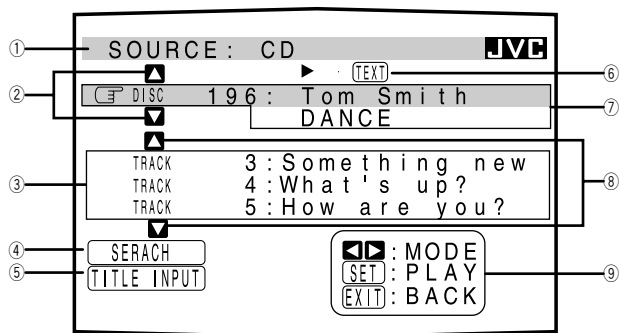 ① SOURCE: CD JVC
② ▲ ▶ · TEXT ⑥
☞ DISC 196: Tom Smith ⑦
▼ DANCE
▲
③ TRACK 3:Something new
TRACK 4:What's up? ⑧
TRACK 5:How are you?
▼
④ SERACH ◀▶: MODE
⑤ TITLE INPUT SET: PLAY ⑨
EXIT: BACK